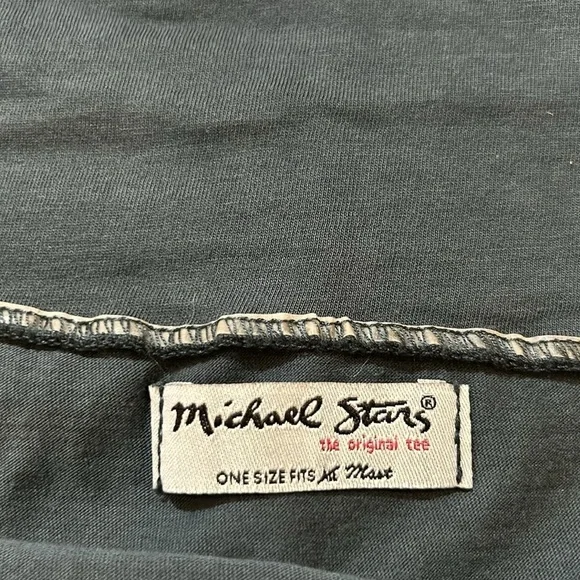 Michael Stars®
the original tee
ONE SIZE FITS All Most